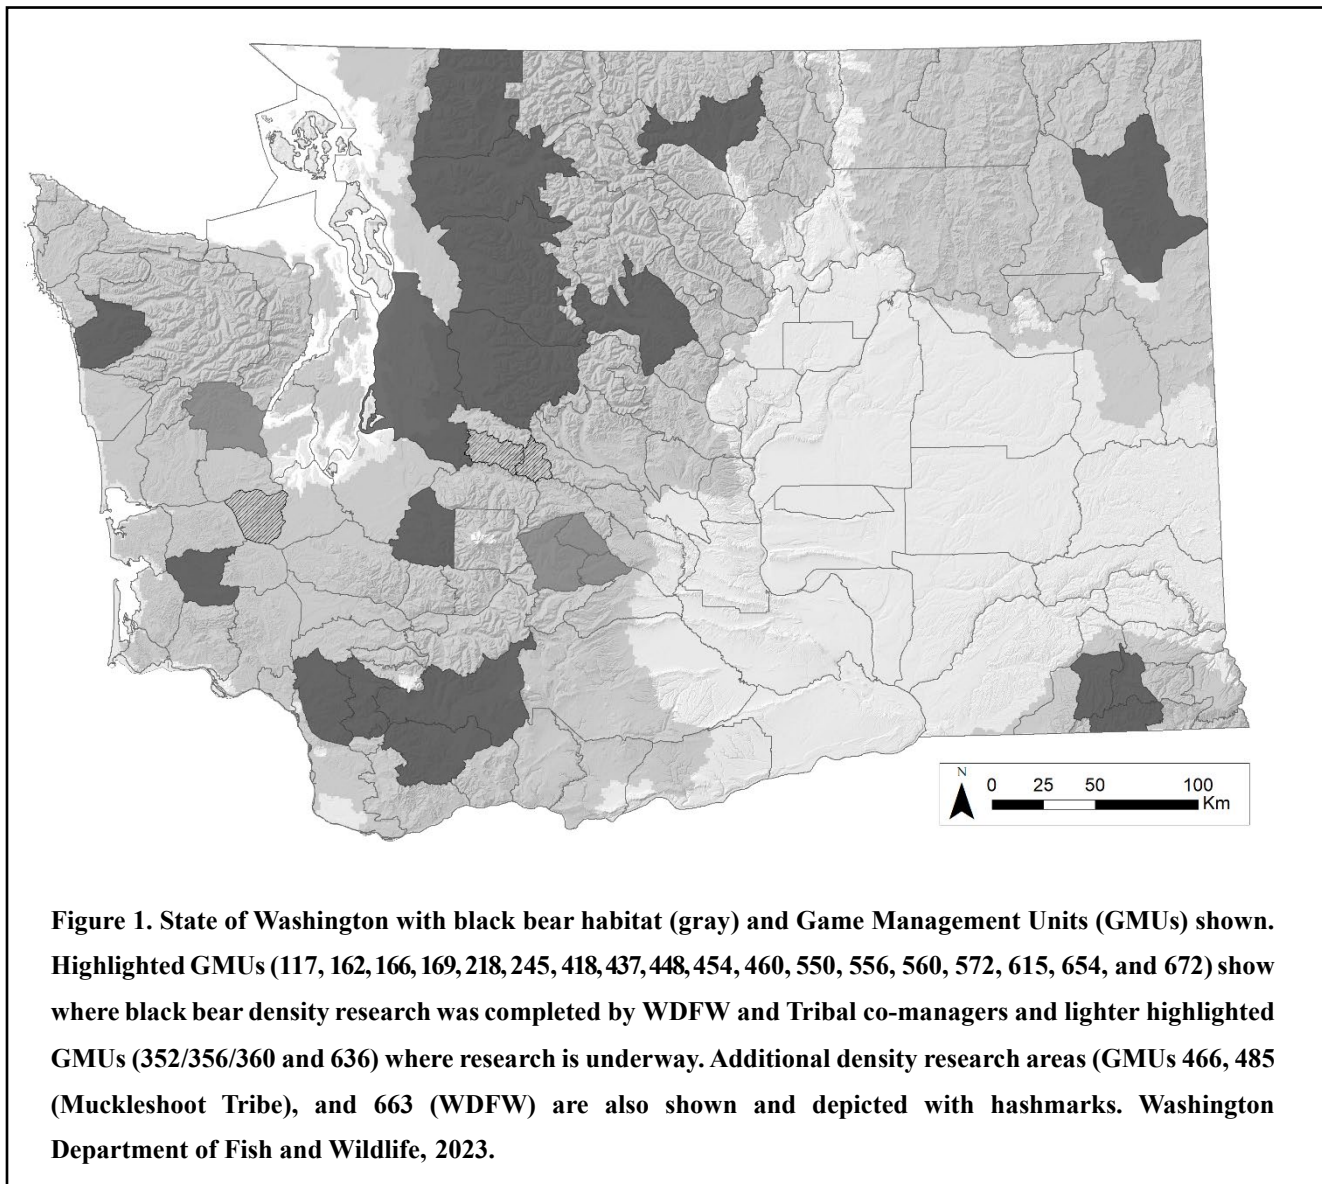 N
0 25 50 100
Km
Figure 1. State of Washington with black bear habitat (gray) and Game Management Units (GMUs) shown.
Highlighted GMUs (117, 162, 166, 169, 218, 245, 418, 437, 448, 454, 460, 550, 556, 560, 572, 615, 654, and 672) show
where black bear density research was completed by WDFW and Tribal co-managers and lighter highlighted
GMUs (352/356/360 and 636) where research is underway. Additional density research areas (GMUs 466, 485
(Muckleshoot Tribe), and 663 (WDFW) are also shown and depicted with hashmarks. Washington
Department of Fish and Wildlife, 2023.